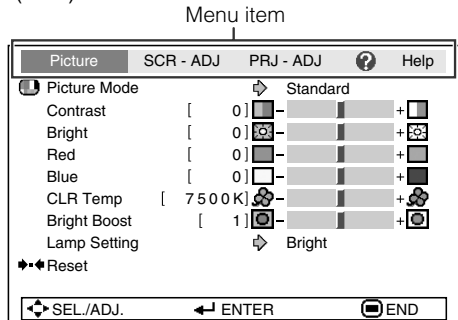 Menu item
Picture SCR - ADJ PRJ - ADJ ? Help
Picture Mode Standard
Contrast [ 0] - +
Bright [ 0] - +
Red [ 0] - +
Blue [ 0] - +
CLR Temp [ 7500K] - +
Bright Boost [ 1] - +
Lamp Setting Bright
Reset
SEL./ADJ. ENTER END